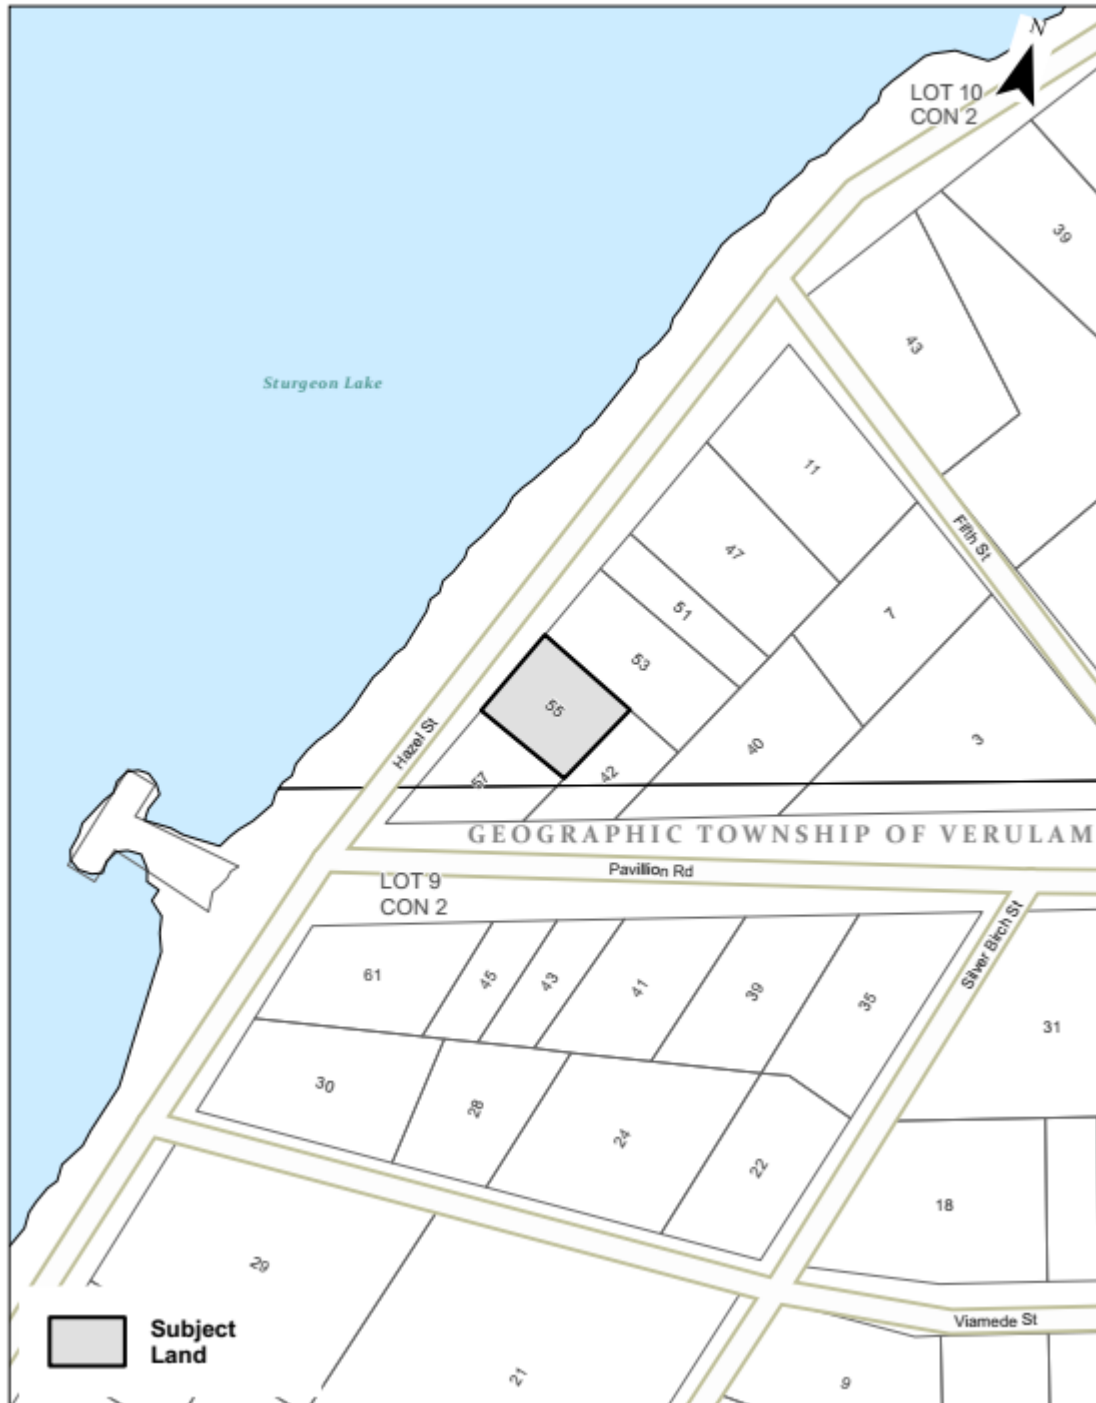 N
LOT 10
CON 2
39
43
Sturgeon Lake
11
Fifth St
47
51
7
53
55
Hazel St
40
3
57
42
GEOGRAPHIC TOWNSHIP OF VERULAM
Pavillion Rd
LOT 9
CON 2
Silver Birch St
61
45
43
41
39
35
31
30
28
24
22
18
29
Viamede St
Subject
Land
21
9